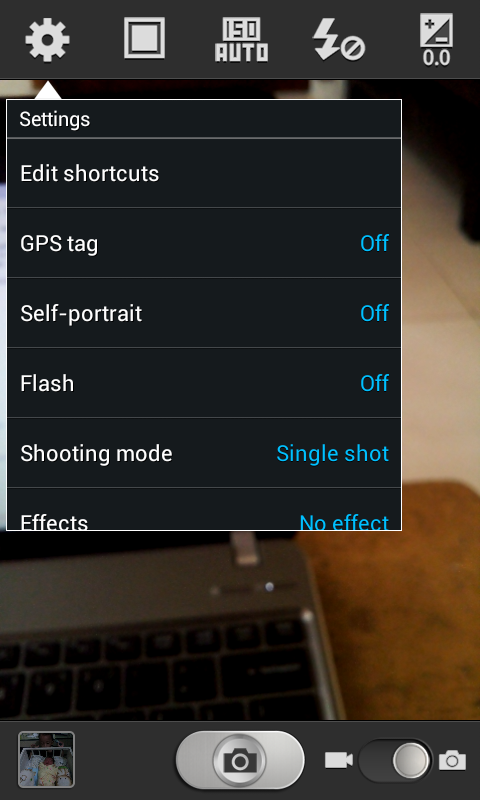 ISO
AUTO
0.0
Settings
Edit shortcuts
GPS tag Off
Self-portrait Off
Flash Off
Shooting mode Single shot
Effects No effect